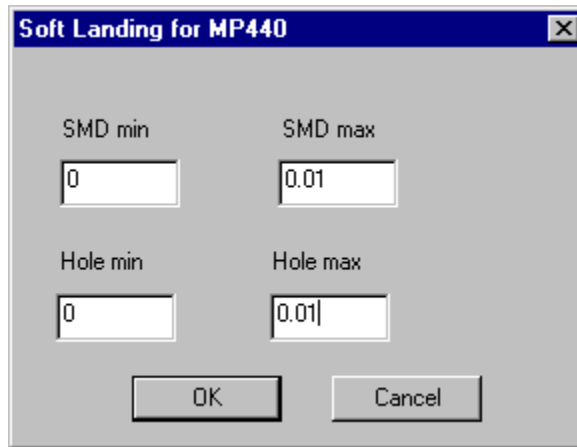 Soft Landing for MP440
SMD min SMD max
0 0.01
Hole min Hole max
0 0.01
OK Cancel